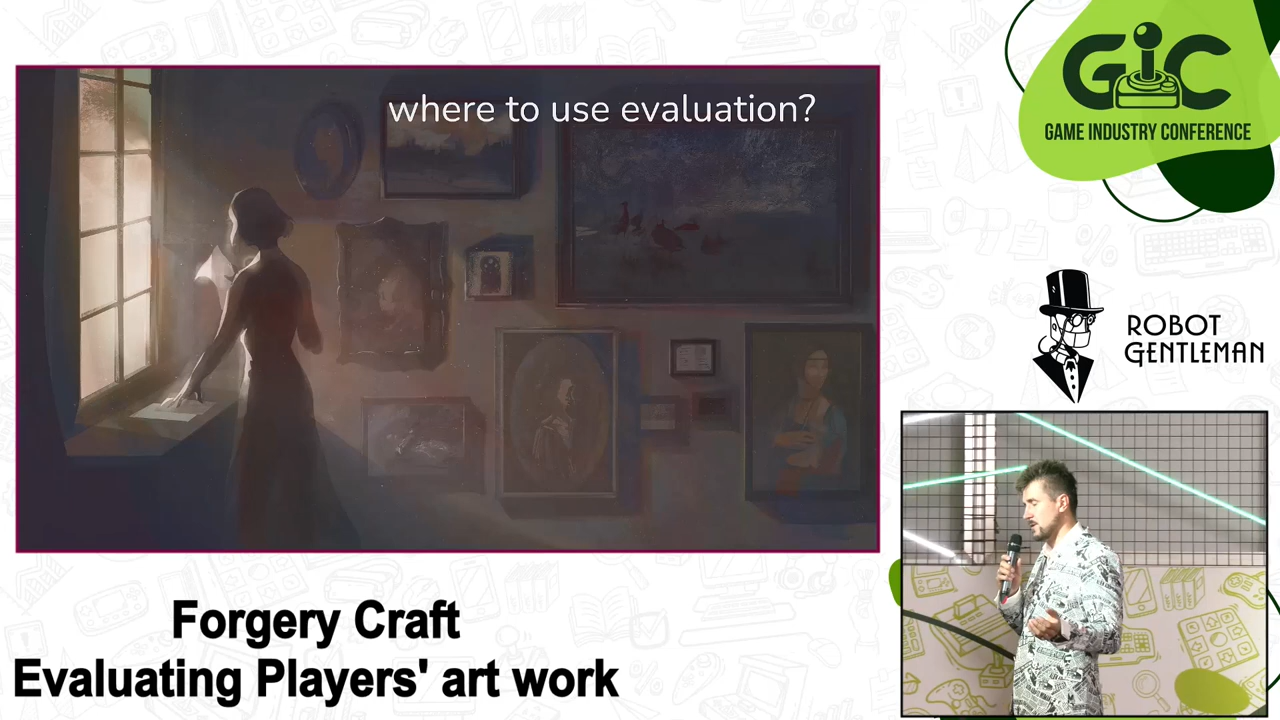 where to use evaluation?
GIC
GAME INDUSTRY CONFERENCE
ROBOT
GENTLEMAN
Forgery Craft
Evaluating Players' art work